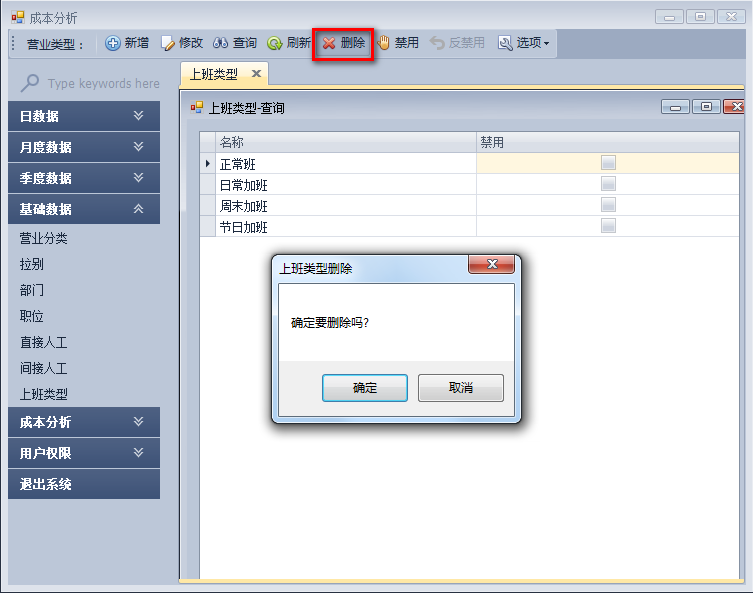 成本分析
营业类型： 新增 修改 查询 刷新 删除 禁用 反禁用 选项
Type keywords here
日数据
月度数据
季度数据
基础数据
营业分类
拉别
部门
职位
直接人工
间接人工
上班类型
成本分析
用户权限
退出系统
上班类型
上班类型-查询
名称 禁用
正常班
日常加班
周末加班
节日加班
上班类型删除
确定要删除吗?
确定 取消